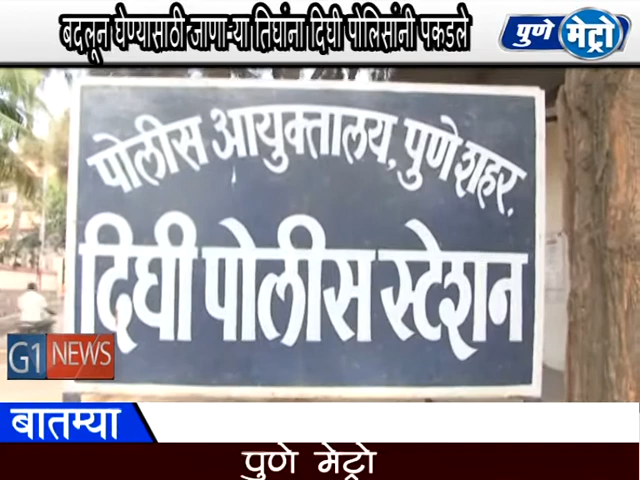 बदलून घेण्यासाठी जाणाऱ्या तिघांना दिघी पोलिसांनी पकडले
पुणे मेट्रो
पोलीस आयुक्तालय, पुणे शहर.
दिघी पोलीस स्टेशन
G1 NEWS
बातम्या
पुणे मेट्रो